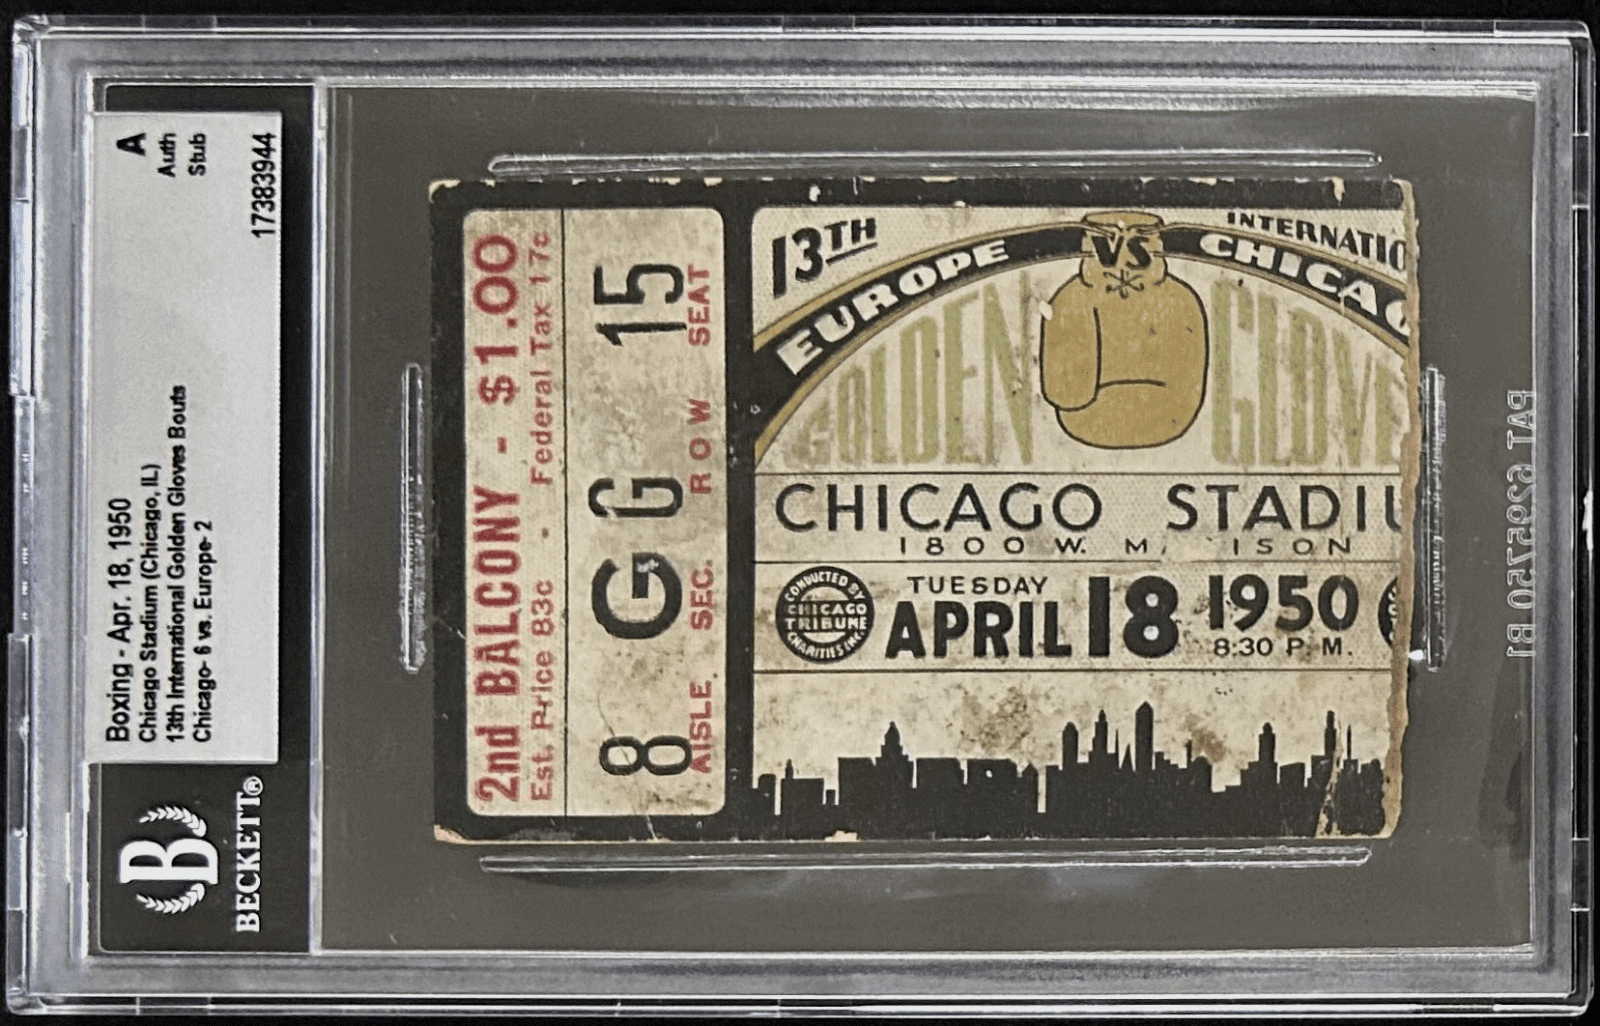 Boxing - Apr. 18, 1950
Chicago Stadium (Chicago, IL)
13th International Golden Gloves Bouts
Chicago- 6 vs. Europe- 2
A
Auth
Stub
17383944
B
BECKETT®
2nd BALCONY - $1.00
Est. Price 83c - Federal Tax 17c
8 GG 15
AISLE SEC. ROW SEAT
13TH INTERNATIO
EUROPE VS CHICAG
GOLDEN GLOVE
CHICAGO STADIU
1800 W. M ISON
CONDUCTED BY
CHICAGO
TRIBUNE
CHARITIES INC.
TUESDAY
APRIL 18 1950
8:30 P.M.